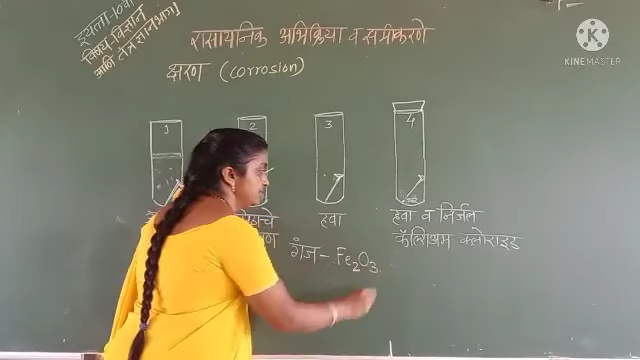 इयत्ता-10वी
विषय विज्ञान
आणि तंत्रज्ञान भाग 1
रासायनिक अभिक्रिया व समीकरणे
क्षरण (corrosion)
1
2
3
4
हवा
हवा व निर्जल
कॅल्शिअम क्लोराइड
गंज - Fe2O3
KINEMASTER